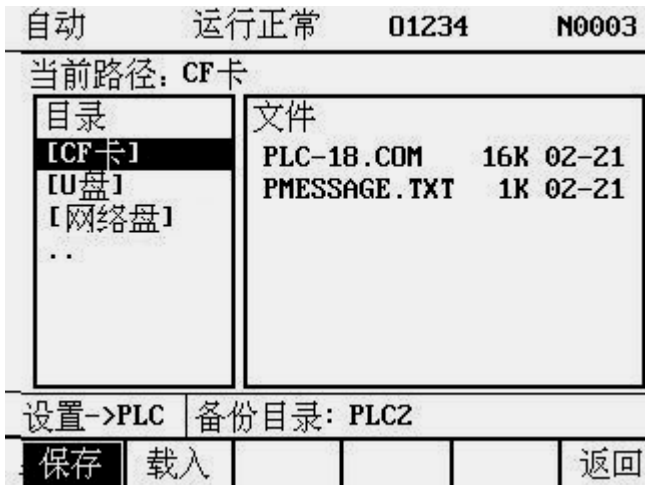 自动 运行正常 O1234 N0003
当前路径：CF卡
目录 文件
[CF卡] PLC-18.COM 16K 02-21
[U盘] PMESSAGE.TXT 1K 02-21
[网络盘]
..
设置->PLC 备份目录：PLC2
保存 载入 返回